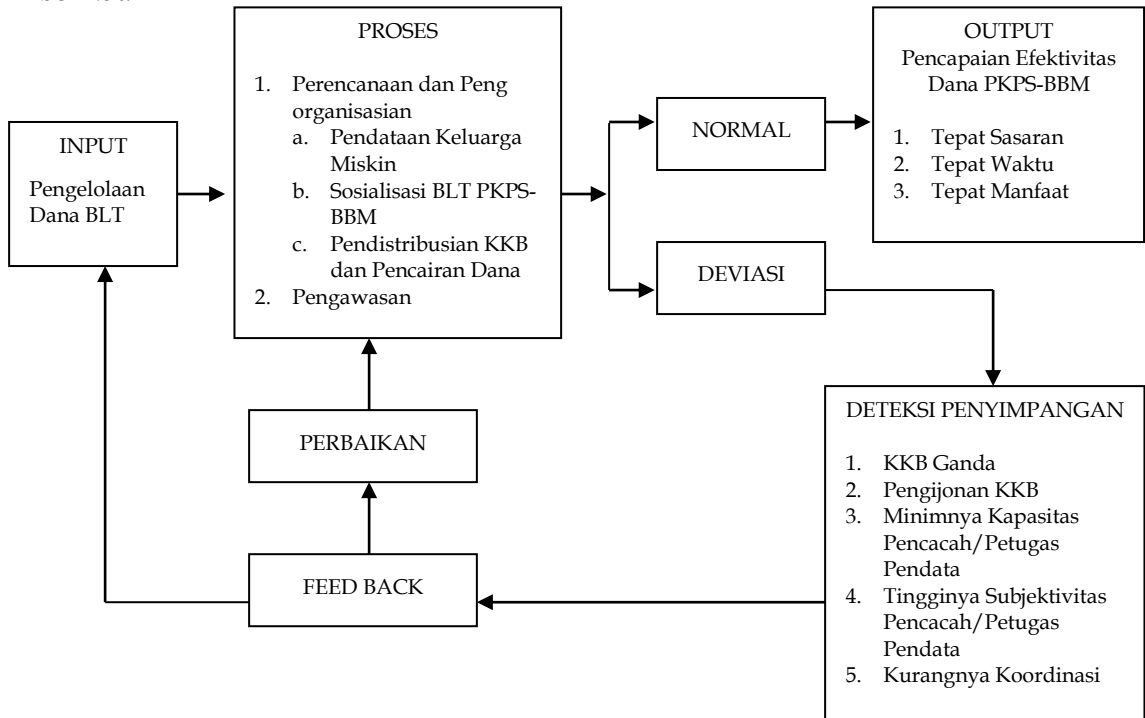 PROSES
1. Perencanaan dan Peng
organisasian
a. Pendataan Keluarga
Miskin
b. Sosialisasi BLT PKPS-
BBM
c. Pendistribusian KKB
dan Pencairan Dana
2. Pengawasan
INPUT
Pengelolaan
Dana BLT
NORMAL
DEVIASI
OUTPUT
Pencapaian Efektivitas
Dana PKPS-BBM
1. Tepat Sasaran
2. Tepat Waktu
3. Tepat Manfaat
DETEKSI PENYIMPANGAN
1. KKB Ganda
2. Pengijonan KKB
3. Minimnya Kapasitas
Pencacah/Petugas
Pendata
4. Tingginya Subjektivitas
Pencacah/Petugas
Pendata
5. Kurangnya Koordinasi
PERBAIKAN
FEED BACK